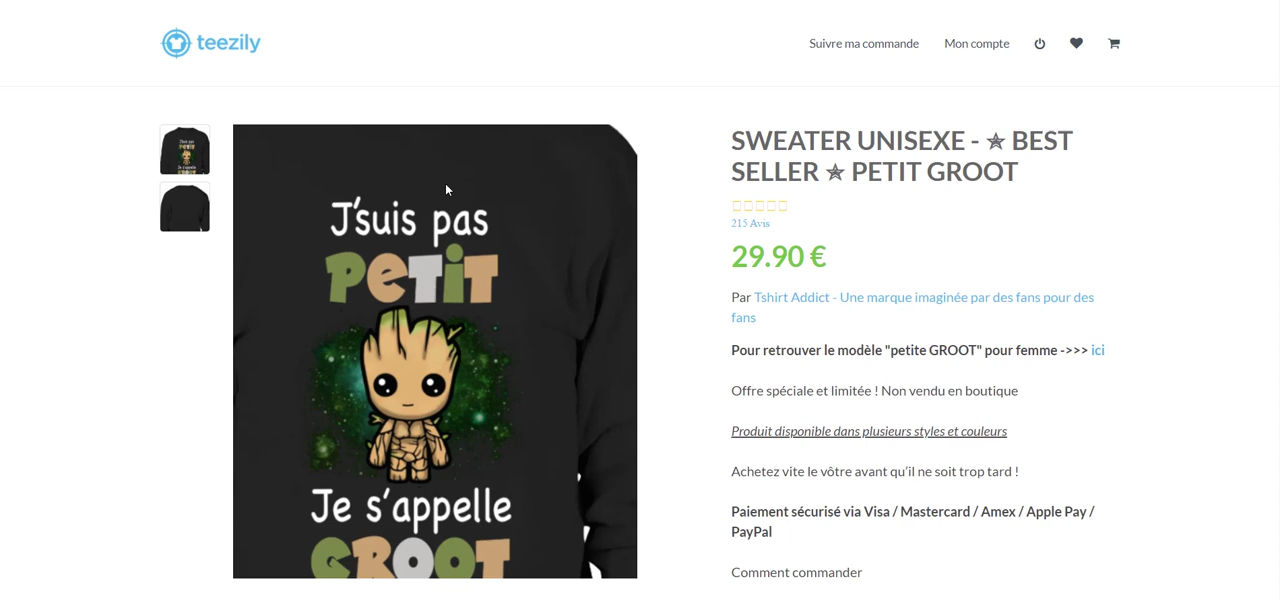 teezily
Suivre ma commande
Mon compte
J'suis pas
PETIT
Je s'appelle
GROOT
SWEATER UNISEXE - ✯ BEST
SELLER ✯ PETIT GROOT
215 Avis
29.90 €
Par Tshirt Addict - Une marque imaginée par des fans pour des
fans
Pour retrouver le modèle "petite GROOT" pour femme ->>> ici
Offre spéciale et limitée ! Non vendu en boutique
Produit disponible dans plusieurs styles et couleurs
Achetez vite le vôtre avant qu'il ne soit trop tard !
Paiement sécurisé via Visa / Mastercard / Amex / Apple Pay /
PayPal
Comment commander